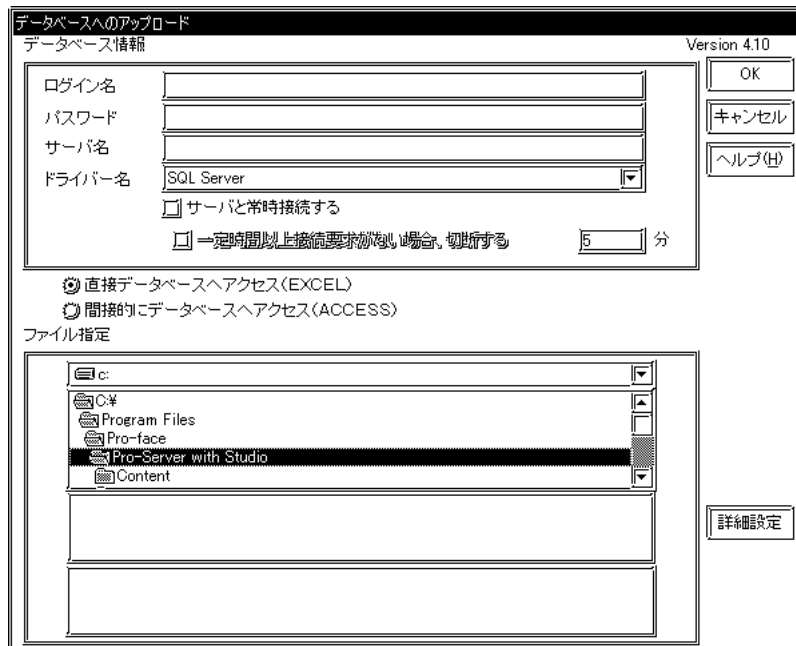 データベースへのアップロード
データベース情報
Version 4.10
ログイン名
OK
パスワード
キャンセル
サーバ名
ヘルプ(H)
ドライバー名
SQL Server
サーバと常時接続する
一定時間以上接続要求がない場合、切断する
5
分
直接データベースへアクセス(EXCEL)
間接的にデータベースへアクセス(ACCESS)
ファイル指定
c:
C:¥
Program Files
Pro-face
Pro-Server with Studio
Content
詳細設定